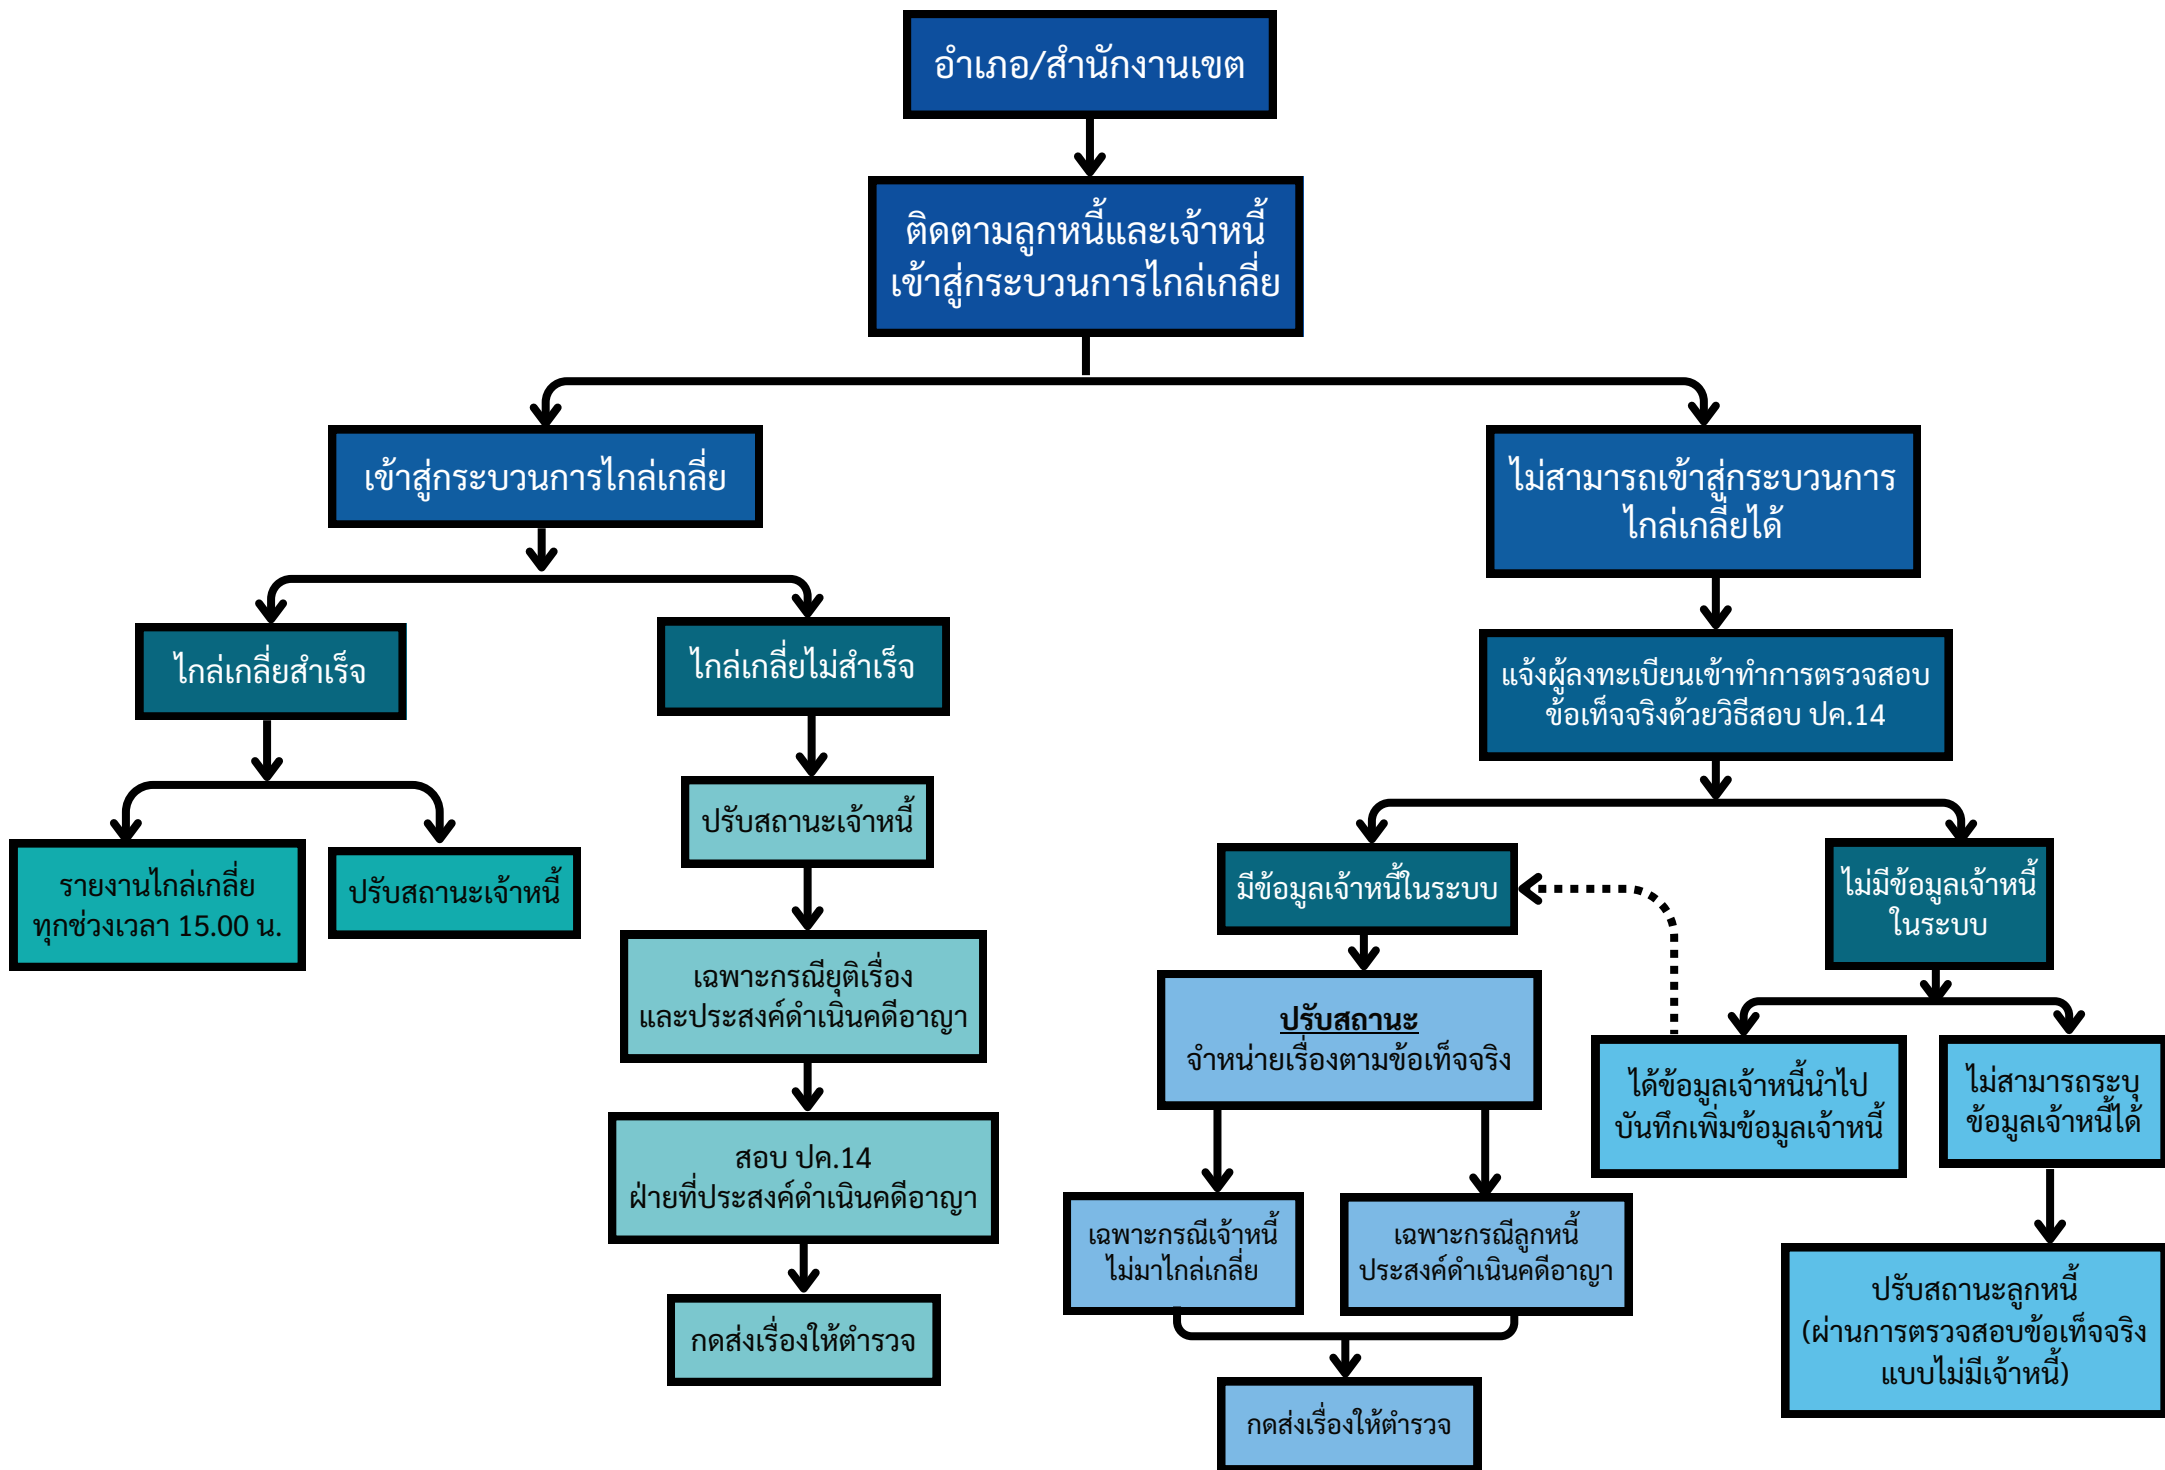 อำเภอ/สำนักงานเขต
ติดตามลูกหนี้และเจ้าหนี้
เข้าสู่กระบวนการไกล่เกลี่ย
เข้าสู่กระบวนการไกล่เกลี่ย
ไม่สามารถเข้าสู่กระบวนการ
ไกล่เกลี่ยได้
ไกล่เกลี่ยสำเร็จ
ไกล่เกลี่ยไม่สำเร็จ
แจ้งผู้ลงทะเบียนเข้าทำการตรวจสอบ
ข้อเท็จจริงด้วยวิธีสอบ ปค.14
รายงานไกล่เกลี่ย
ทุกช่วงเวลา 15.00 น.
ปรับสถานะเจ้าหนี้
ปรับสถานะเจ้าหนี้
เฉพาะกรณียุติเรื่อง
และประสงค์ดำเนินคดีอาญา
สอบ ปค.14
ฝ่ายที่ประสงค์ดำเนินคดีอาญา
กดส่งเรื่องให้ตำรวจ
มีข้อมูลเจ้าหนี้ในระบบ
ไม่มีข้อมูลเจ้าหนี้
ในระบบ
ปรับสถานะ
จำหน่ายเรื่องตามข้อเท็จจริง
ได้ข้อมูลเจ้าหนี้นำไป
บันทึกเพิ่มข้อมูลเจ้าหนี้
ไม่สามารถระบุ
ข้อมูลเจ้าหนี้ได้
เฉพาะกรณีเจ้าหนี้
ไม่มาไกล่เกลี่ย
เฉพาะกรณีลูกหนี้
ประสงค์ดำเนินคดีอาญา
ปรับสถานะลูกหนี้
(ผ่านการตรวจสอบข้อเท็จจริง
แบบไม่มีเจ้าหนี้)
กดส่งเรื่องให้ตำรวจ